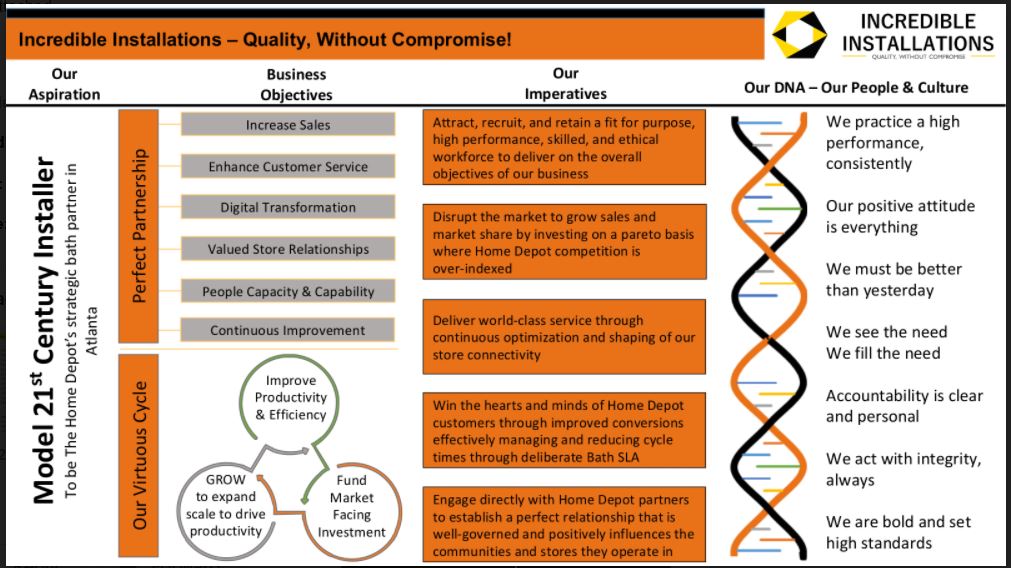 Incredible Installations – Quality, Without Compromise!
INCREDIBLE
INSTALLATIONS
QUALITY, WITHOUT COMPROMISE
Our
Aspiration
Business
Objectives
Our
Imperatives
Our DNA – Our People & Culture
Model 21st Century Installer
To be The Home Depot's strategic bath partner in
Atlanta
Perfect Partnership
Increase Sales
Enhance Customer Service
Digital Transformation
Valued Store Relationships
People Capacity & Capability
Continuous Improvement
Our Virtuous Cycle
Improve
Productivity
& Efficiency
GROW
to expand
scale to drive
productivity
Fund
Market
Facing
Investment
Attract, recruit, and retain a fit for purpose,
high performance, skilled, and ethical
workforce to deliver on the overall
objectives of our business
Disrupt the market to grow sales and
market share by investing on a pareto basis
where Home Depot competition is
over-indexed
Deliver world-class service through
continuous optimization and shaping of our
store connectivity
Win the hearts and minds of Home Depot
customers through improved conversions
effectively managing and reducing cycle
times through deliberate Bath SLA
Engage directly with Home Depot partners
to establish a perfect relationship that is
well-governed and positively influences the
communities and stores they operate in
We practice a high
performance,
consistently
Our positive attitude
is everything
We must be better
than yesterday
We see the need
We fill the need
Accountability is clear
and personal
We act with integrity,
always
We are bold and set
high standards